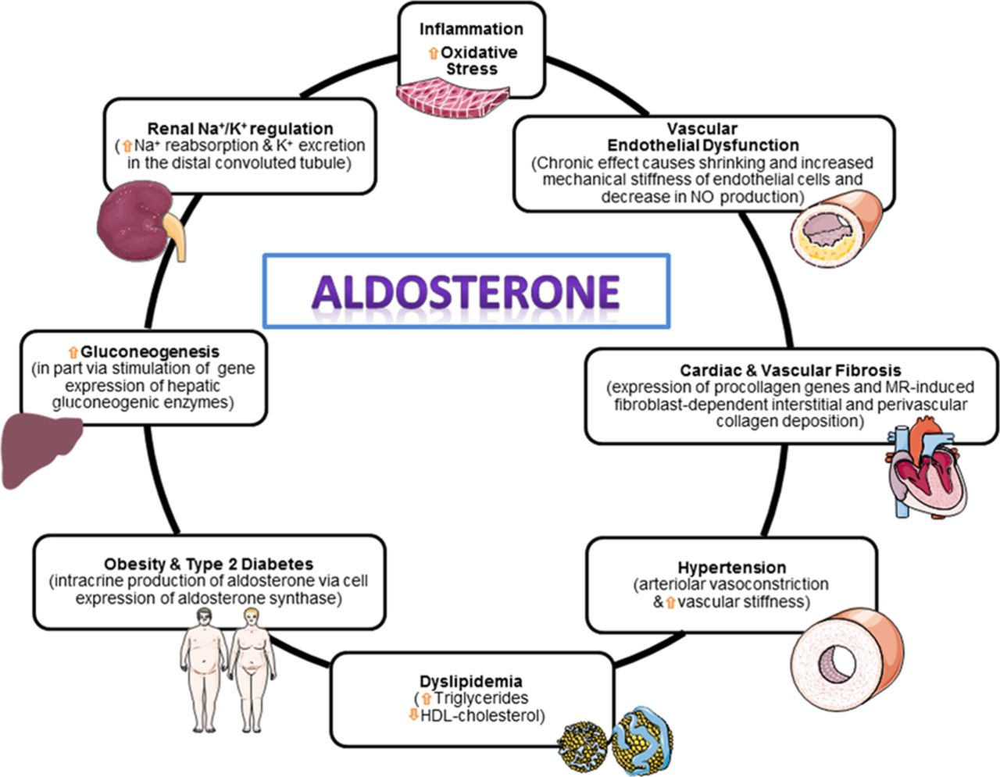 Inflammation
⇧Oxidative
Stress
Renal Na⁺/K⁺ regulation
(⇧Na⁺ reabsorption & K⁺ excretion
in the distal convoluted tubule)
Vascular
Endothelial Dysfunction
(Chronic effect causes shrinking and increased
mechanical stiffness of endothelial cells and
decrease in NO production)
ALDOSTERONE
⇧Gluconeogenesis
(in part via stimulation of gene
expression of hepatic
gluconeogenic enzymes)
Cardiac & Vascular Fibrosis
(expression of procollagen genes and MR-induced
fibroblast-dependent interstitial and perivascular
collagen deposition)
Obesity & Type 2 Diabetes
(intracrine production of aldosterone via cell
expression of aldosterone synthase)
Hypertension
(arteriolar vasoconstriction
&⇧vascular stiffness)
Dyslipidemia
(⇧Triglycerides
⇩HDL-cholesterol)